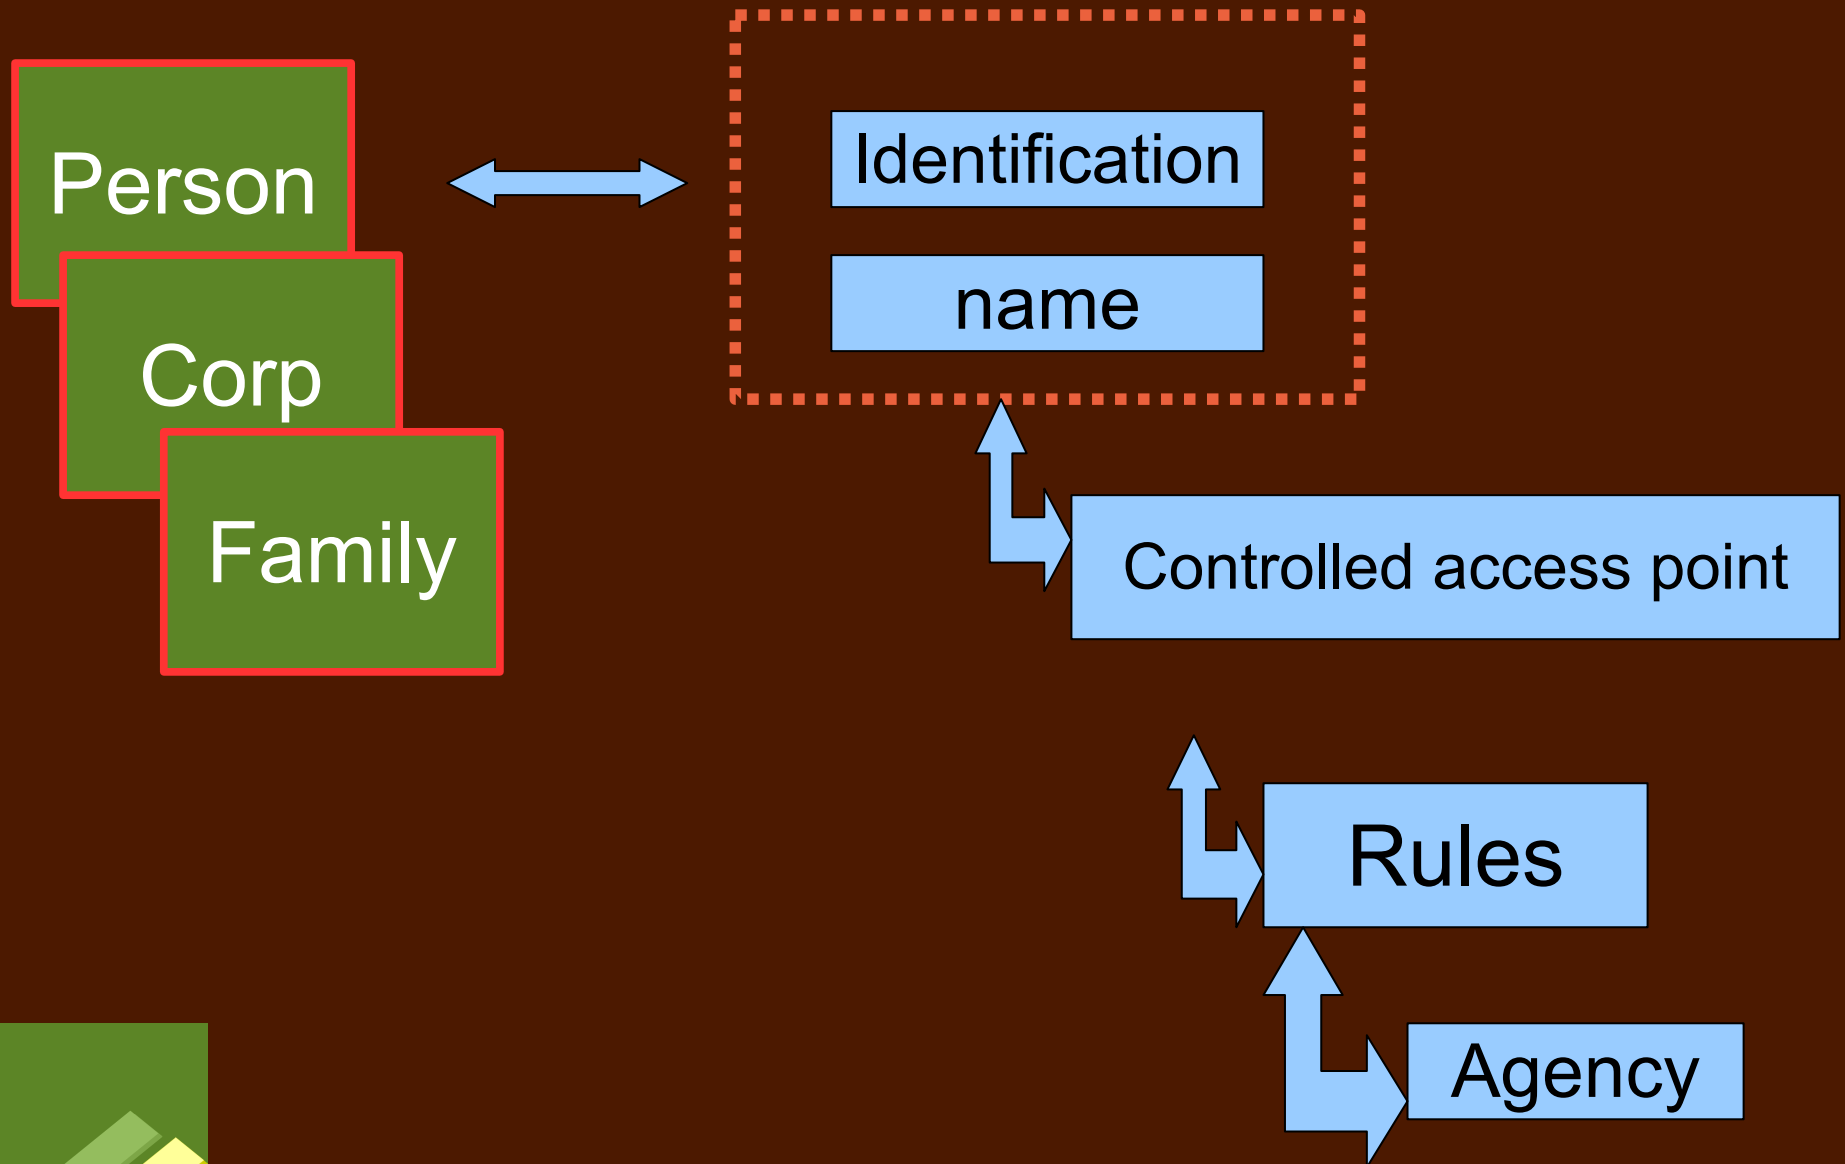 Person
Corp
Family
Identification
name
Controlled access point
Rules
Agency